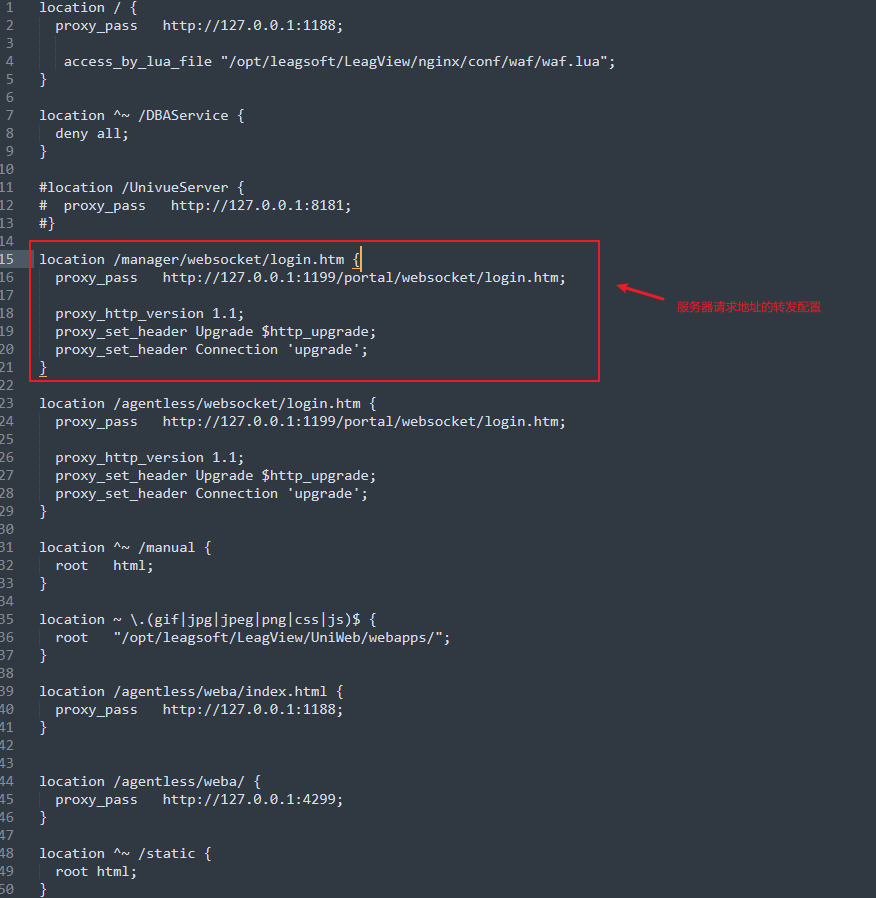 1 location / {
2 proxy_pass http://127.0.0.1:1188;
3
4 access_by_lua_file "/opt/leagsoft/LeagView/nginx/conf/waf/waf.lua";
5 }
6
7 location ^~ /DBAService {
8 deny all;
9 }
10
11 #location /UnivueServer {
12 # proxy_pass http://127.0.0.1:8181;
13 #}
14
15 location /manager/websocket/login.htm {
16 proxy_pass http://127.0.0.1:1199/portal/websocket/login.htm;
17
服务器请求地址的转发配置
18 proxy_http_version 1.1;
19 proxy_set_header Upgrade $http_upgrade;
20 proxy_set_header Connection 'upgrade';
21 }
22
23 location /agentless/websocket/login.htm {
24 proxy_pass http://127.0.0.1:1199/portal/websocket/login.htm;
25
26 proxy_http_version 1.1;
27 proxy_set_header Upgrade $http_upgrade;
28 proxy_set_header Connection 'upgrade';
29 }
30
31 location ^~ /manual {
32 root html;
33 }
34
35 location ~ \.(gif|jpg|jpeg|png|css|js)$ {
36 root "/opt/leagsoft/LeagView/UniWeb/webapps/";
37 }
38
39 location /agentless/weba/index.html {
40 proxy_pass http://127.0.0.1:1188;
41 }
42
43
44 location /agentless/weba/ {
45 proxy_pass http://127.0.0.1:4299;
46 }
47
48 location ^~ /static {
49 root html;
50 }